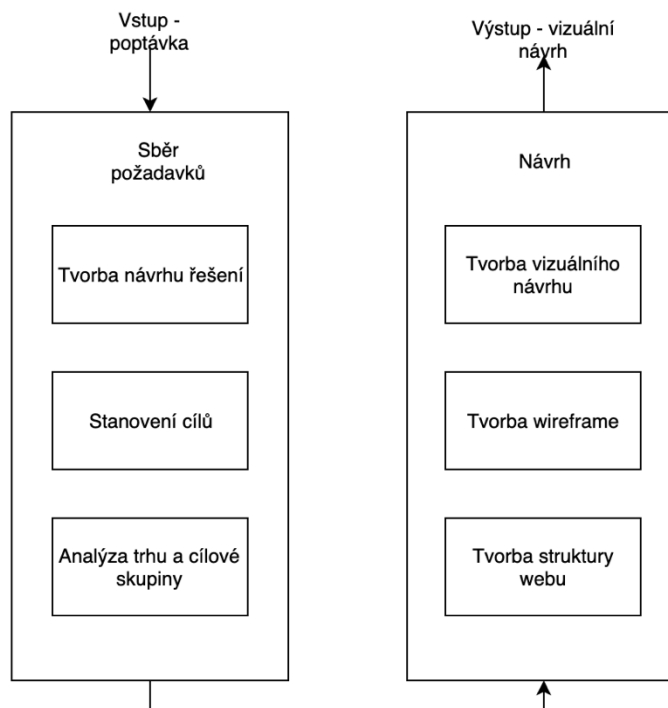 Vstup -
poptávka
Sběr
požadavků
Tvorba návrhu řešení
Stanovení cílů
Analýza trhu a cílové
skupiny
Výstup - vizuální
návrh
Návrh
Tvorba vizuálního
návrhu
Tvorba wireframe
Tvorba struktury
webu